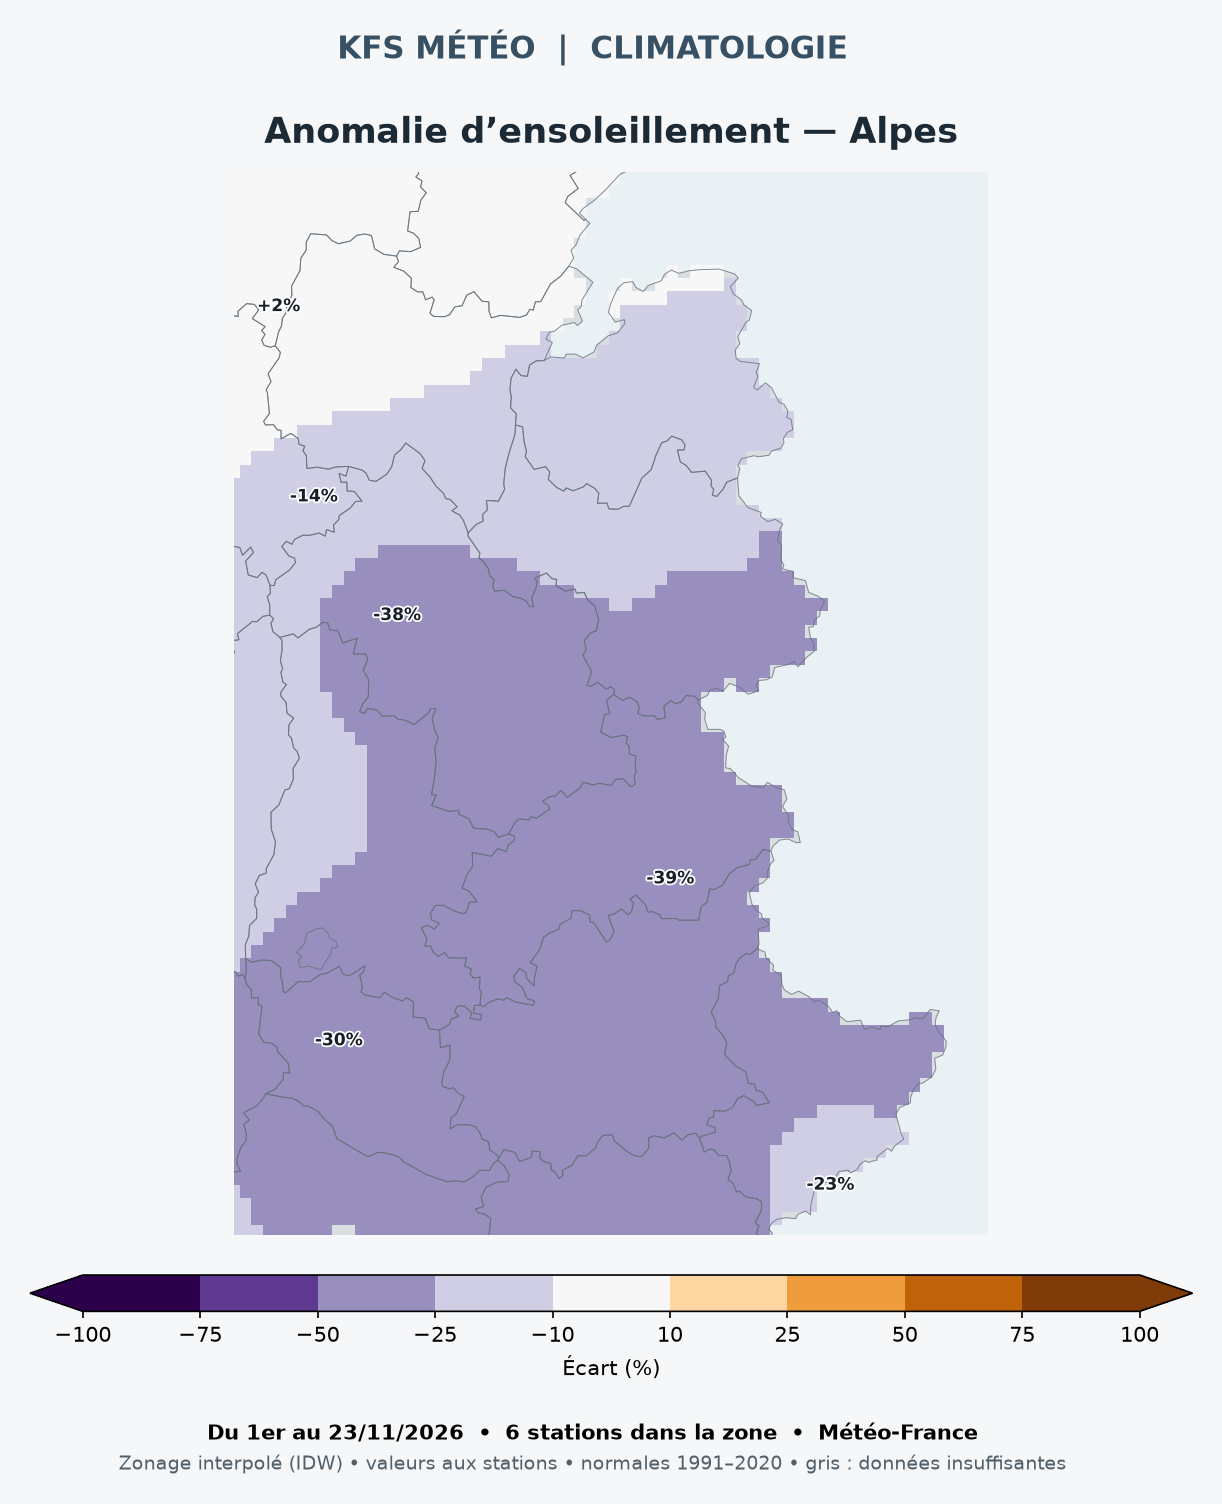 KFS MÉTÉO | CLIMATOLOGIE
Anomalie d’ensoleillement — Alpes
+2%
-14%
-38%
-39%
-30%
-23%
−100 −75 −50 −25 −10 10 25 50 75 100
Écart (%)
Du 1er au 23/11/2026 • 6 stations dans la zone • Météo-France
Zonage interpolé (IDW) • valeurs aux stations • normales 1991–2020 • gris : données insuffisantes